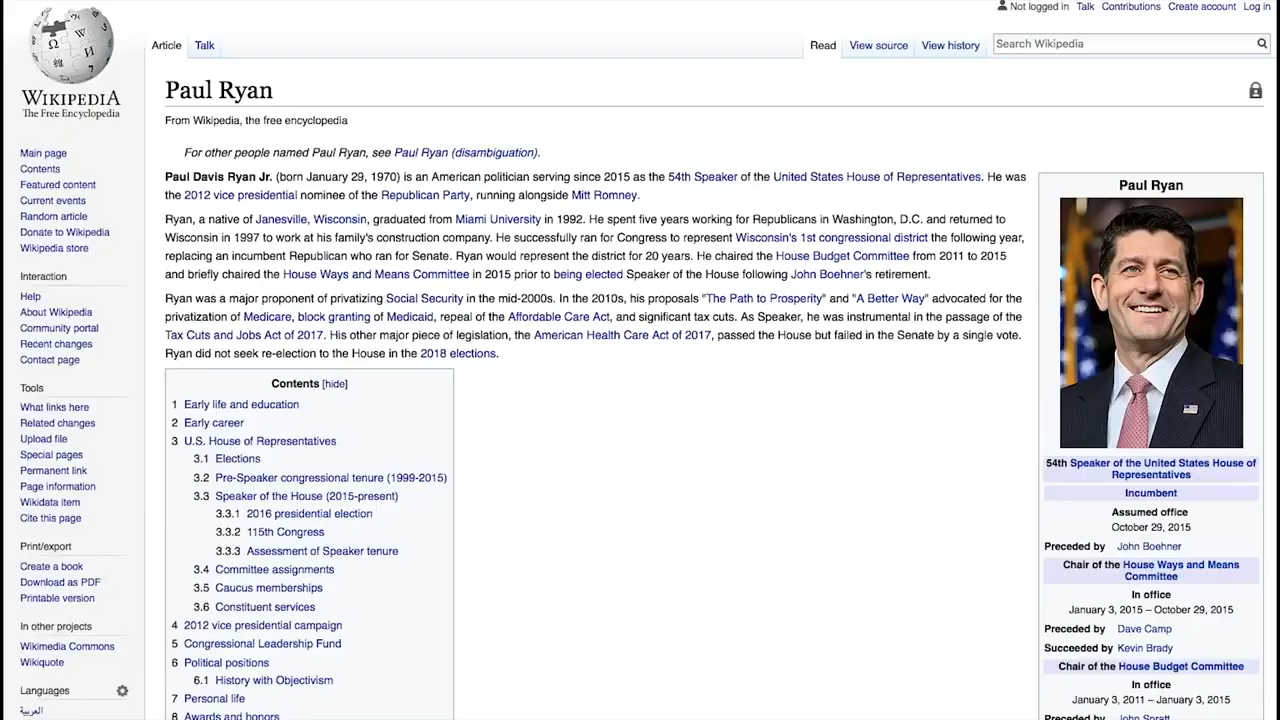 Not logged in Talk Contributions Create account Log in
Article Talk Read View source View history Search Wikipedia
WIKIPEDIA
The Free Encyclopedia
Main page
Contents
Featured content
Current events
Random article
Donate to Wikipedia
Wikipedia store
Interaction
Help
About Wikipedia
Community portal
Recent changes
Contact page
Tools
What links here
Related changes
Upload file
Special pages
Permanent link
Page information
Wikidata item
Cite this page
Print/export
Create a book
Download as PDF
Printable version
In other projects
Wikimedia Commons
Wikiquote
Languages
العربية
Paul Ryan
From Wikipedia, the free encyclopedia
For other people named Paul Ryan, see Paul Ryan (disambiguation).
Paul Davis Ryan Jr. (born January 29, 1970) is an American politician serving since 2015 as the 54th Speaker of the United States House of Representatives. He was
the 2012 vice presidential nominee of the Republican Party, running alongside Mitt Romney.
Ryan, a native of Janesville, Wisconsin, graduated from Miami University in 1992. He spent five years working for Republicans in Washington, D.C. and returned to
Wisconsin in 1997 to work at his family's construction company. He successfully ran for Congress to represent Wisconsin's 1st congressional district the following year,
replacing an incumbent Republican who ran for Senate. Ryan would represent the district for 20 years. He chaired the House Budget Committee from 2011 to 2015
and briefly chaired the House Ways and Means Committee in 2015 prior to being elected Speaker of the House following John Boehner's retirement.
Ryan was a major proponent of privatizing Social Security in the mid-2000s. In the 2010s, his proposals "The Path to Prosperity" and "A Better Way" advocated for the
privatization of Medicare, block granting of Medicaid, repeal of the Affordable Care Act, and significant tax cuts. As Speaker, he was instrumental in the passage of the
Tax Cuts and Jobs Act of 2017. His other major piece of legislation, the American Health Care Act of 2017, passed the House but failed in the Senate by a single vote.
Ryan did not seek re-election to the House in the 2018 elections.
Contents [hide]
1 Early life and education
2 Early career
3 U.S. House of Representatives
3.1 Elections
3.2 Pre-Speaker congressional tenure (1999-2015)
3.3 Speaker of the House (2015-present)
3.3.1 2016 presidential election
3.3.2 115th Congress
3.3.3 Assessment of Speaker tenure
3.4 Committee assignments
3.5 Caucus memberships
3.6 Constituent services
4 2012 vice presidential campaign
5 Congressional Leadership Fund
6 Political positions
6.1 History with Objectivism
7 Personal life
8 Awards and honors
Paul Ryan
54th Speaker of the United States House of
Representatives
Incumbent
Assumed office
October 29, 2015
Preceded by John Boehner
Chair of the House Ways and Means
Committee
In office
January 3, 2015 – October 29, 2015
Preceded by Dave Camp
Succeeded by Kevin Brady
Chair of the House Budget Committee
In office
January 3, 2011 – January 3, 2015
Preceded by John Spratt